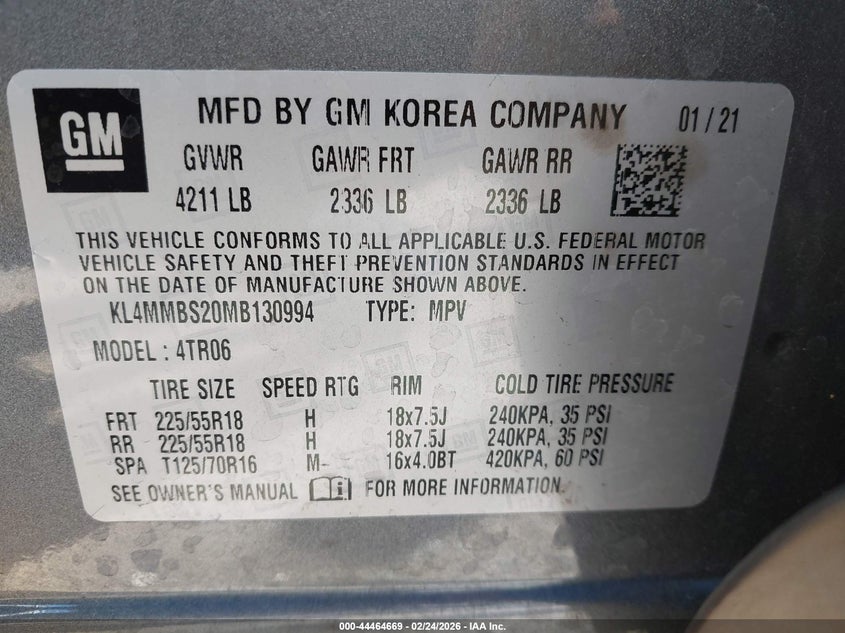 GM
MFD BY GM KOREA COMPANY 01 / 21
GVWR GAWR FRT GAWR RR
4211 LB 2336 LB 2336 LB
THIS VEHICLE CONFORMS TO ALL APPLICABLE U.S. FEDERAL MOTOR
VEHICLE SAFETY AND THEFT PREVENTION STANDARDS IN EFFECT
ON THE DATE OF MANUFACTURE SHOWN ABOVE.
KL4MMBS20MB130994 TYPE: MPV
MODEL : 4TR06
TIRE SIZE SPEED RTG RIM COLD TIRE PRESSURE
FRT 225/55R18 H 18x7.5J 240KPA, 35 PSI
RR 225/55R18 H 18x7.5J 240KPA, 35 PSI
SPA T125/70R16 M 16x4.0BT 420KPA, 60 PSI
SEE OWNER'S MANUAL i FOR MORE INFORMATION.
000-44464669 - 02/24/2026 - IAA Inc.